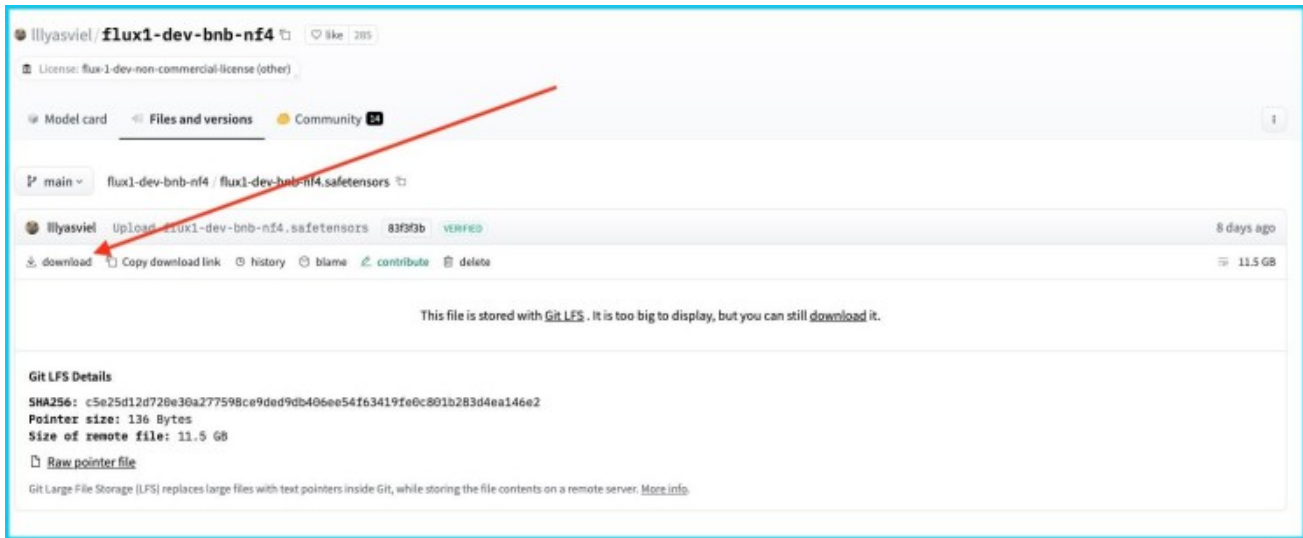 lllyasviel/flux1-dev-bnb-nf4 like 285
License: flux-1-dev-non-commercial-license (other)
Model card Files and versions Community 14
main flux1-dev-bnb-nf4 / flux1-dev-bnb-nf4.safetensors
lllyasviel Upload flux1-dev-bnb-nf4.safetensors 83f3f3b VERIFIED 8 days ago
download Copy download link history blame contribute delete 11.5 GB
This file is stored with Git LFS . It is too big to display, but you can still download it.
Git LFS Details
SHA256: c5e25d12d720e30a277598ce9ded9db406ee54f63419fe0c801b283d4ea146e2
Pointer size: 136 Bytes
Size of remote file: 11.5 GB
Raw pointer file
Git Large File Storage (LFS) replaces large files with text pointers inside Git, while storing the file contents on a remote server. More info.